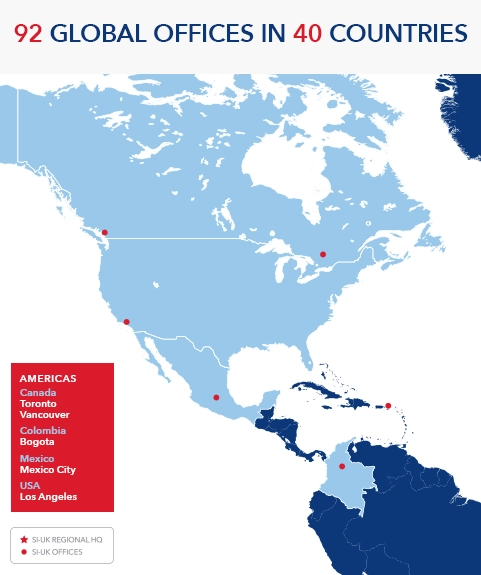 92 GLOBAL OFFICES IN 40 COUNTRIES
AMERICAS
Canada
Toronto
Vancouver
Colombia
Bogota
Mexico
Mexico City
USA
Los Angeles
SI-UK REGIONAL HQ
SI-UK OFFICES